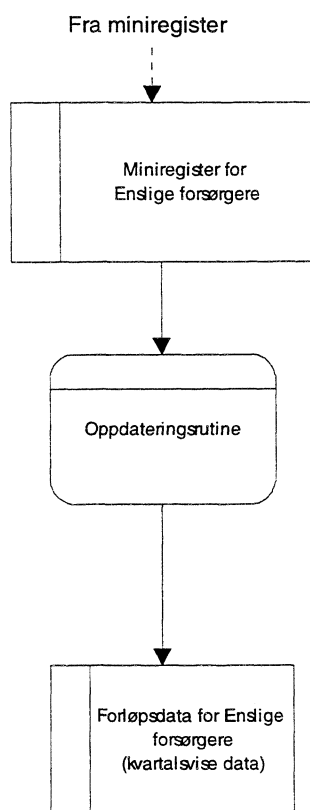 Fra miniregister
Miniregister for
Enslige forsørgere
Oppdateringsrutine
Forløpsdata for Enslige
forsørgere
(kvartalsvise data)